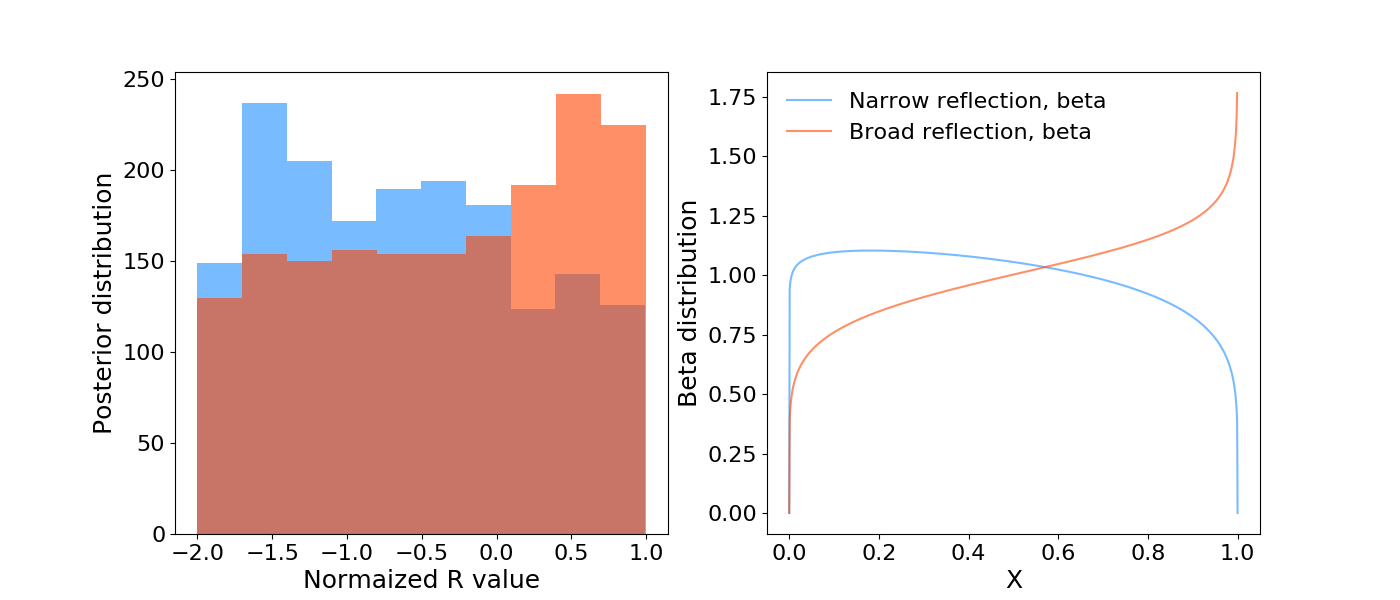 250
200
150
100
50
0
Posterior distribution
−2.0 −1.5 −1.0 −0.5 0.0 0.5 1.0
Normaized R value
1.75
1.50
1.25
1.00
0.75
0.50
0.25
0.00
Beta distribution
Narrow reflection, beta
Broad reflection, beta
0.0 0.2 0.4 0.6 0.8 1.0
X